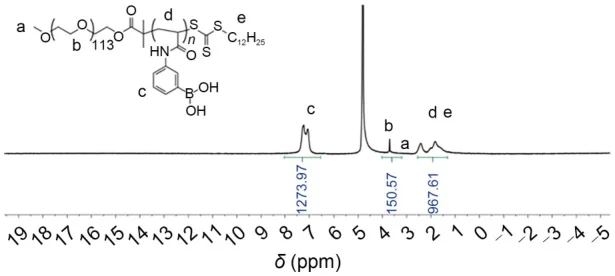 a
O
O
113
b
O
O
d
n
S
S
S
e
C12H25
HN
O
c
B
OH
OH
c
b
a
d e
1273.97
150.57
967.61
19 18 17 16 15 14 13 12 11 10 9 8 7 6 5 4 3 2 1 0 –1 –2 –3 –4 –5
δ (ppm)